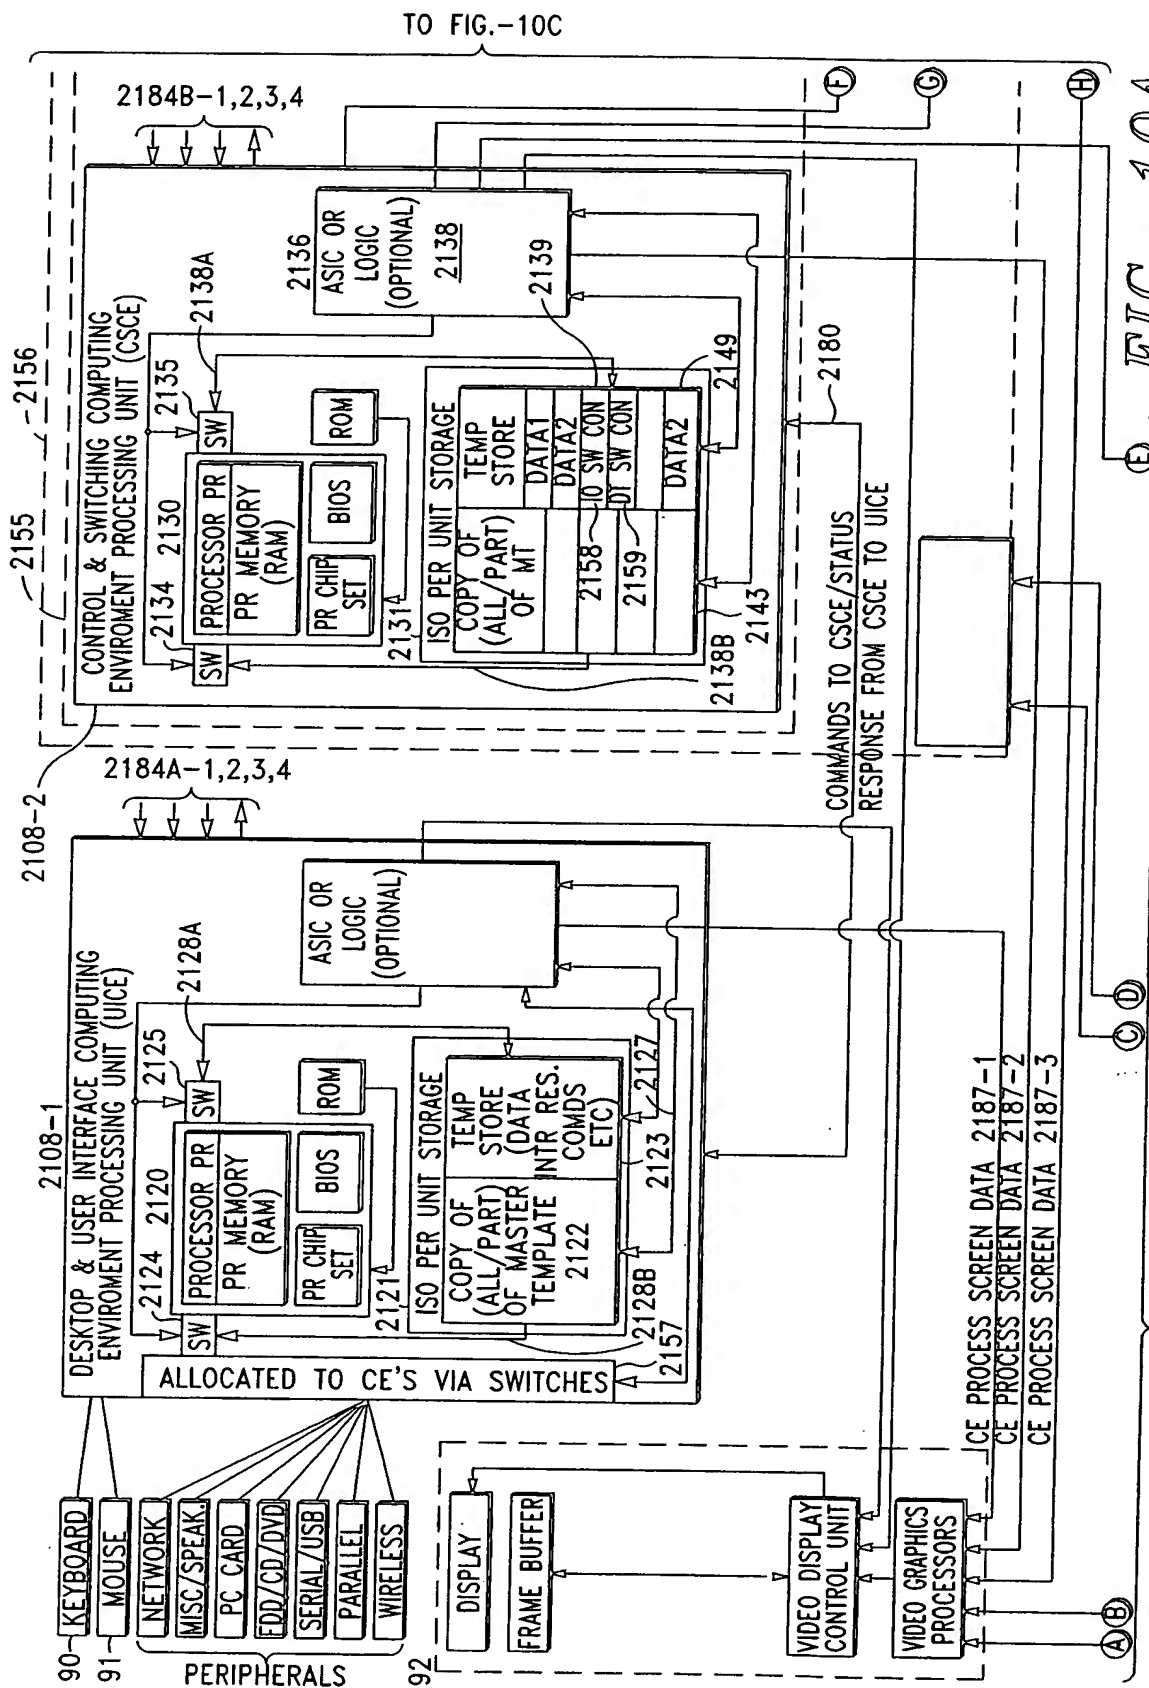 TO FIG.-10C
2156
2155
2184B-1,2,3,4
CONTROL & SWITCHING COMPUTING
ENVIROMENT PROCESSING UNIT (CSCE)
2108-2
2134
2130
2135
2138A
2136
SW
SW
PROCESSOR PR
PR MEMORY
(RAM)
PR CHIP
SET
BIOS
ROM
2131
ASIC OR
LOGIC
(OPTIONAL)
2138
2139
ISO PER UNIT STORAGE
COPY OF
(ALL/PART)
OF MT
TEMP
STORE
DATA1
DATA2
IO SW CON
DT SW CON
DATA2
2158
2159
2149
2138B
2143
2180
COMMANDS TO CSCE/STATUS
RESPONSE FROM CSCE TO UICE
2184A-1,2,3,4
2108-1
DESKTOP & USER INTERFACE COMPUTING
ENVIROMENT PROCESSING UNIT (UICE)
2124
2120
2125
2128A
SW
SW
PROCESSOR PR
PR MEMORY
(RAM)
PR CHIP
SET
BIOS
ROM
2121
ASIC OR
LOGIC
(OPTIONAL)
ISO PER UNIT STORAGE
COPY OF
(ALL/PART)
OF MASTER
TEMPLATE
2122
TEMP
STORE
(DATA
INTR RES.
COMDS
ETC)
2123
2127
2128B
2157
ALLOCATED TO CE'S VIA SWITCHES
90
KEYBOARD
91
MOUSE
NETWORK
MISC/SPEAK.
PC CARD
FDD/CD/DVD
SERIAL/USB
PARALLEL
WIRELESS
PERIPHERALS
92
DISPLAY
FRAME BUFFER
VIDEO DISPLAY
CONTROL UNIT
VIDEO GRAPHICS
PROCESSORS
CE PROCESS SCREEN DATA 2187-1
CE PROCESS SCREEN DATA 2187-2
CE PROCESS SCREEN DATA 2187-3
A
B
C
D
E
F
G
H
FIG. 10A